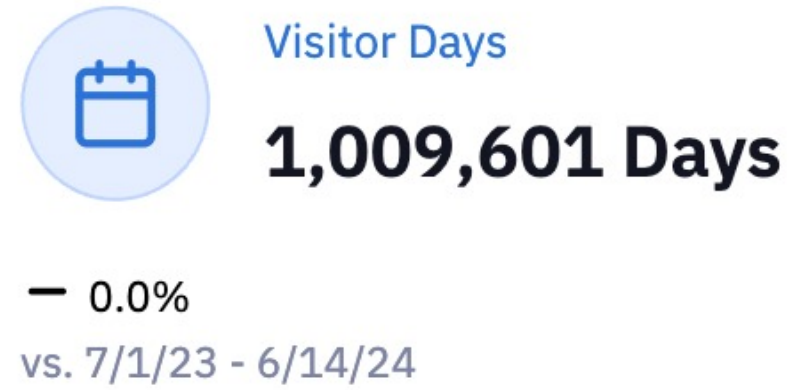 Visitor Days
1,009,601 Days
— 0.0%
vs. 7/1/23 - 6/14/24